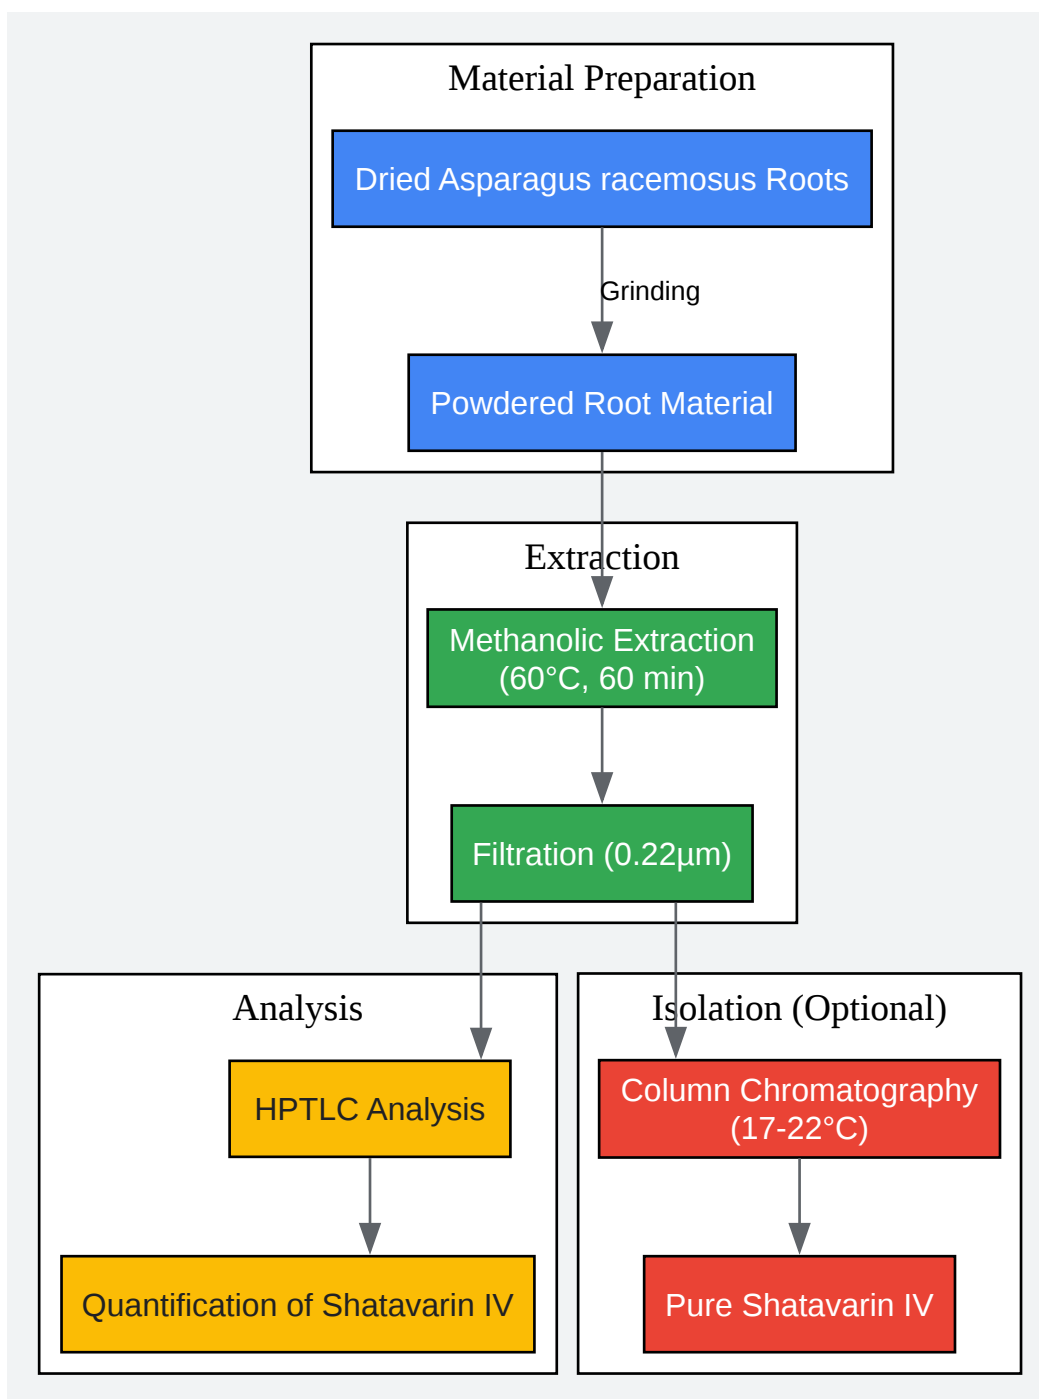 Material Preparation
Dried Asparagus racemosus Roots
Grinding
Powdered Root Material
Extraction
Methanolic Extraction
(60°C, 60 min)
Filtration (0.22µm)
Analysis
HPTLC Analysis
Quantification of Shatavarin IV
Isolation (Optional)
Column Chromatography
(17-22°C)
Pure Shatavarin IV